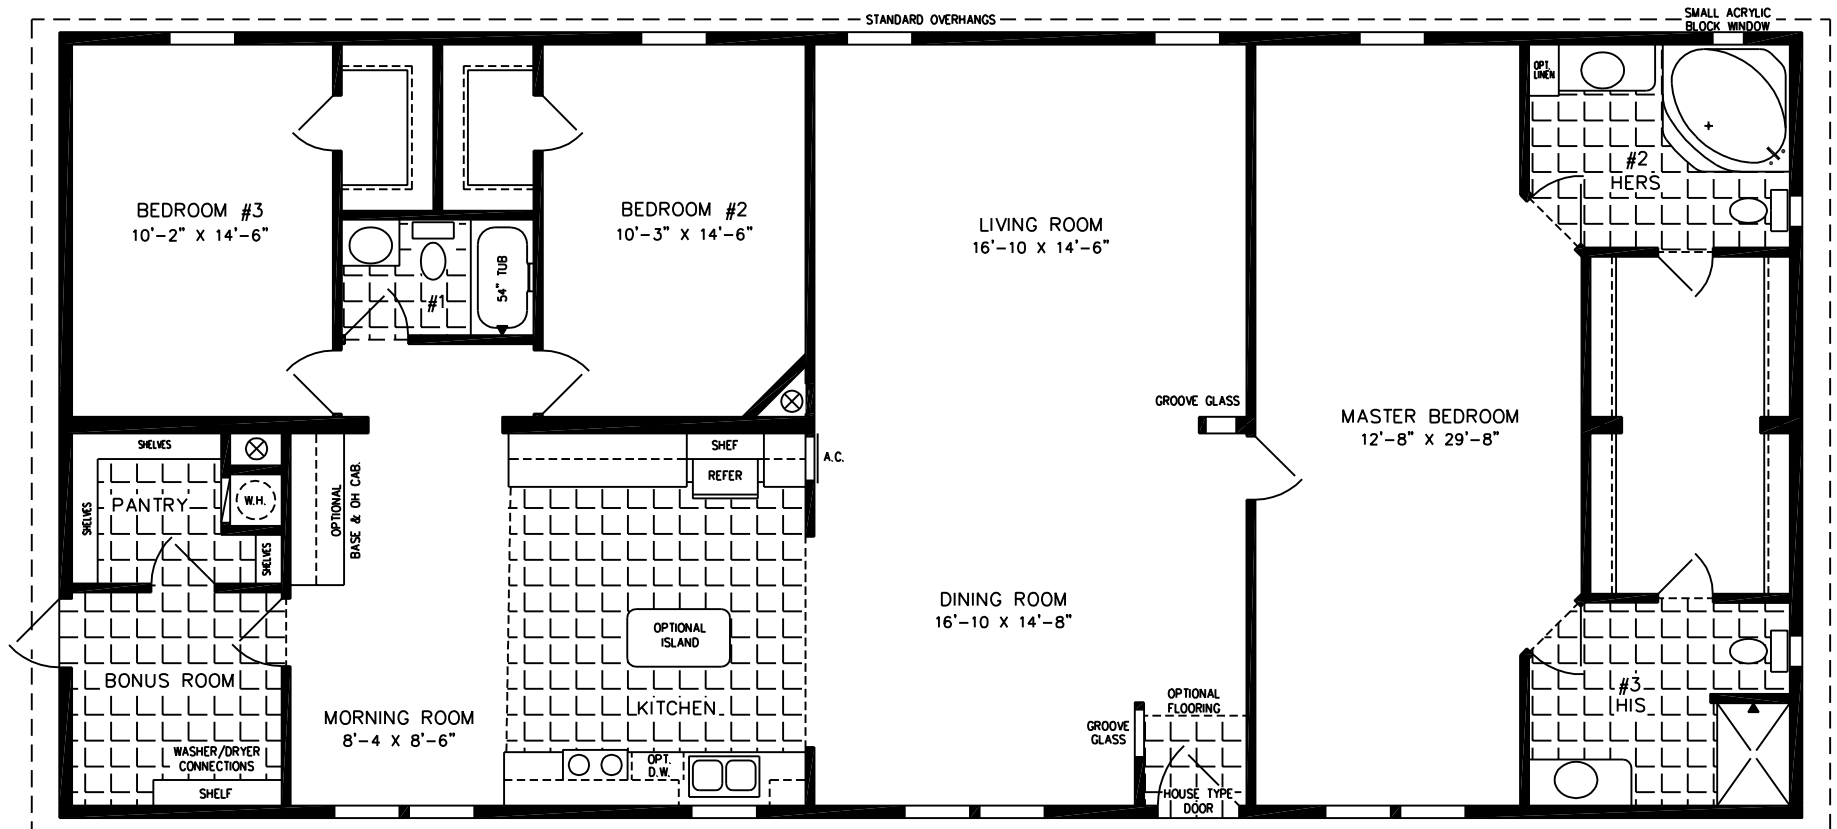 STANDARD OVERHANGS
SMALL ACRYLIC
BLOCK WINDOW
OPT.
LINEN
#2
HERS
BEDROOM #3
10'-2" X 14'-6"
BEDROOM #2
10'-3" X 14'-6"
LIVING ROOM
16'-10 X 14'-6"
54" TUB
#1
GROOVE GLASS
MASTER BEDROOM
12'-8" X 29'-8"
SHELVES
SHELVES
PANTRY
W.H.
SHELVES
OPTIONAL
BASE & OH CAB.
SHEF
REFER
A.C.
OPTIONAL
ISLAND
DINING ROOM
16'-10 X 14'-8"
BONUS ROOM
MORNING ROOM
8'-4 X 8'-6"
KITCHEN
OPTIONAL
FLOORING
GROOVE
GLASS
#3
HIS
WASHER/DRYER
CONNECTIONS
SHELF
OPT.
D.W.
HOUSE TYPE
DOOR